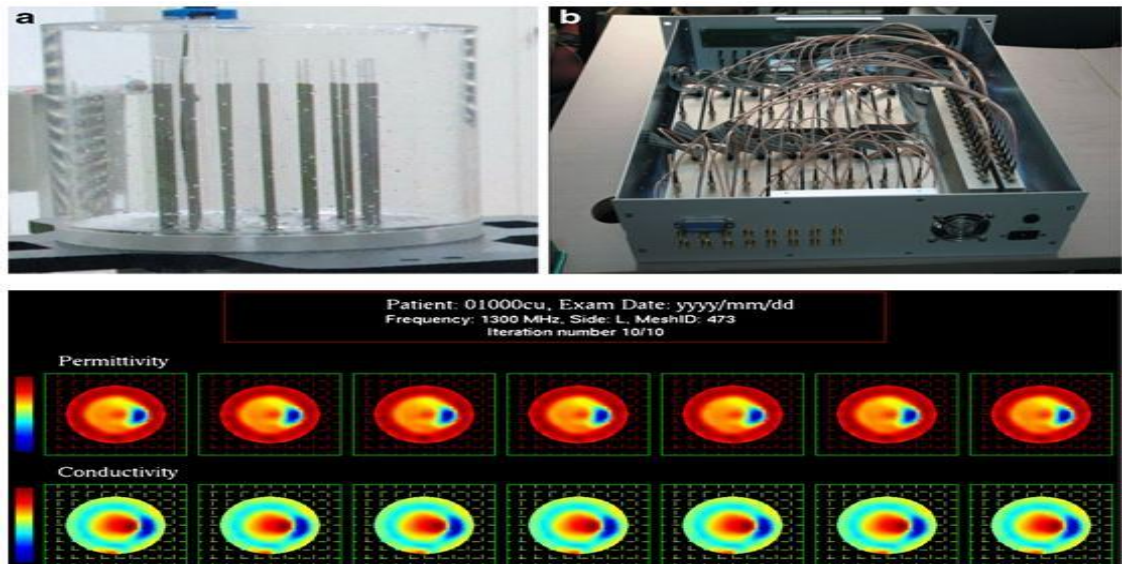 a
b
Patient: 01000cu, Exam Date: yyyy/mm/dd
Frequency: 1300 MHz, Side: L, MeshID: 473
Iteration number 10/10
Permittivity
Conductivity